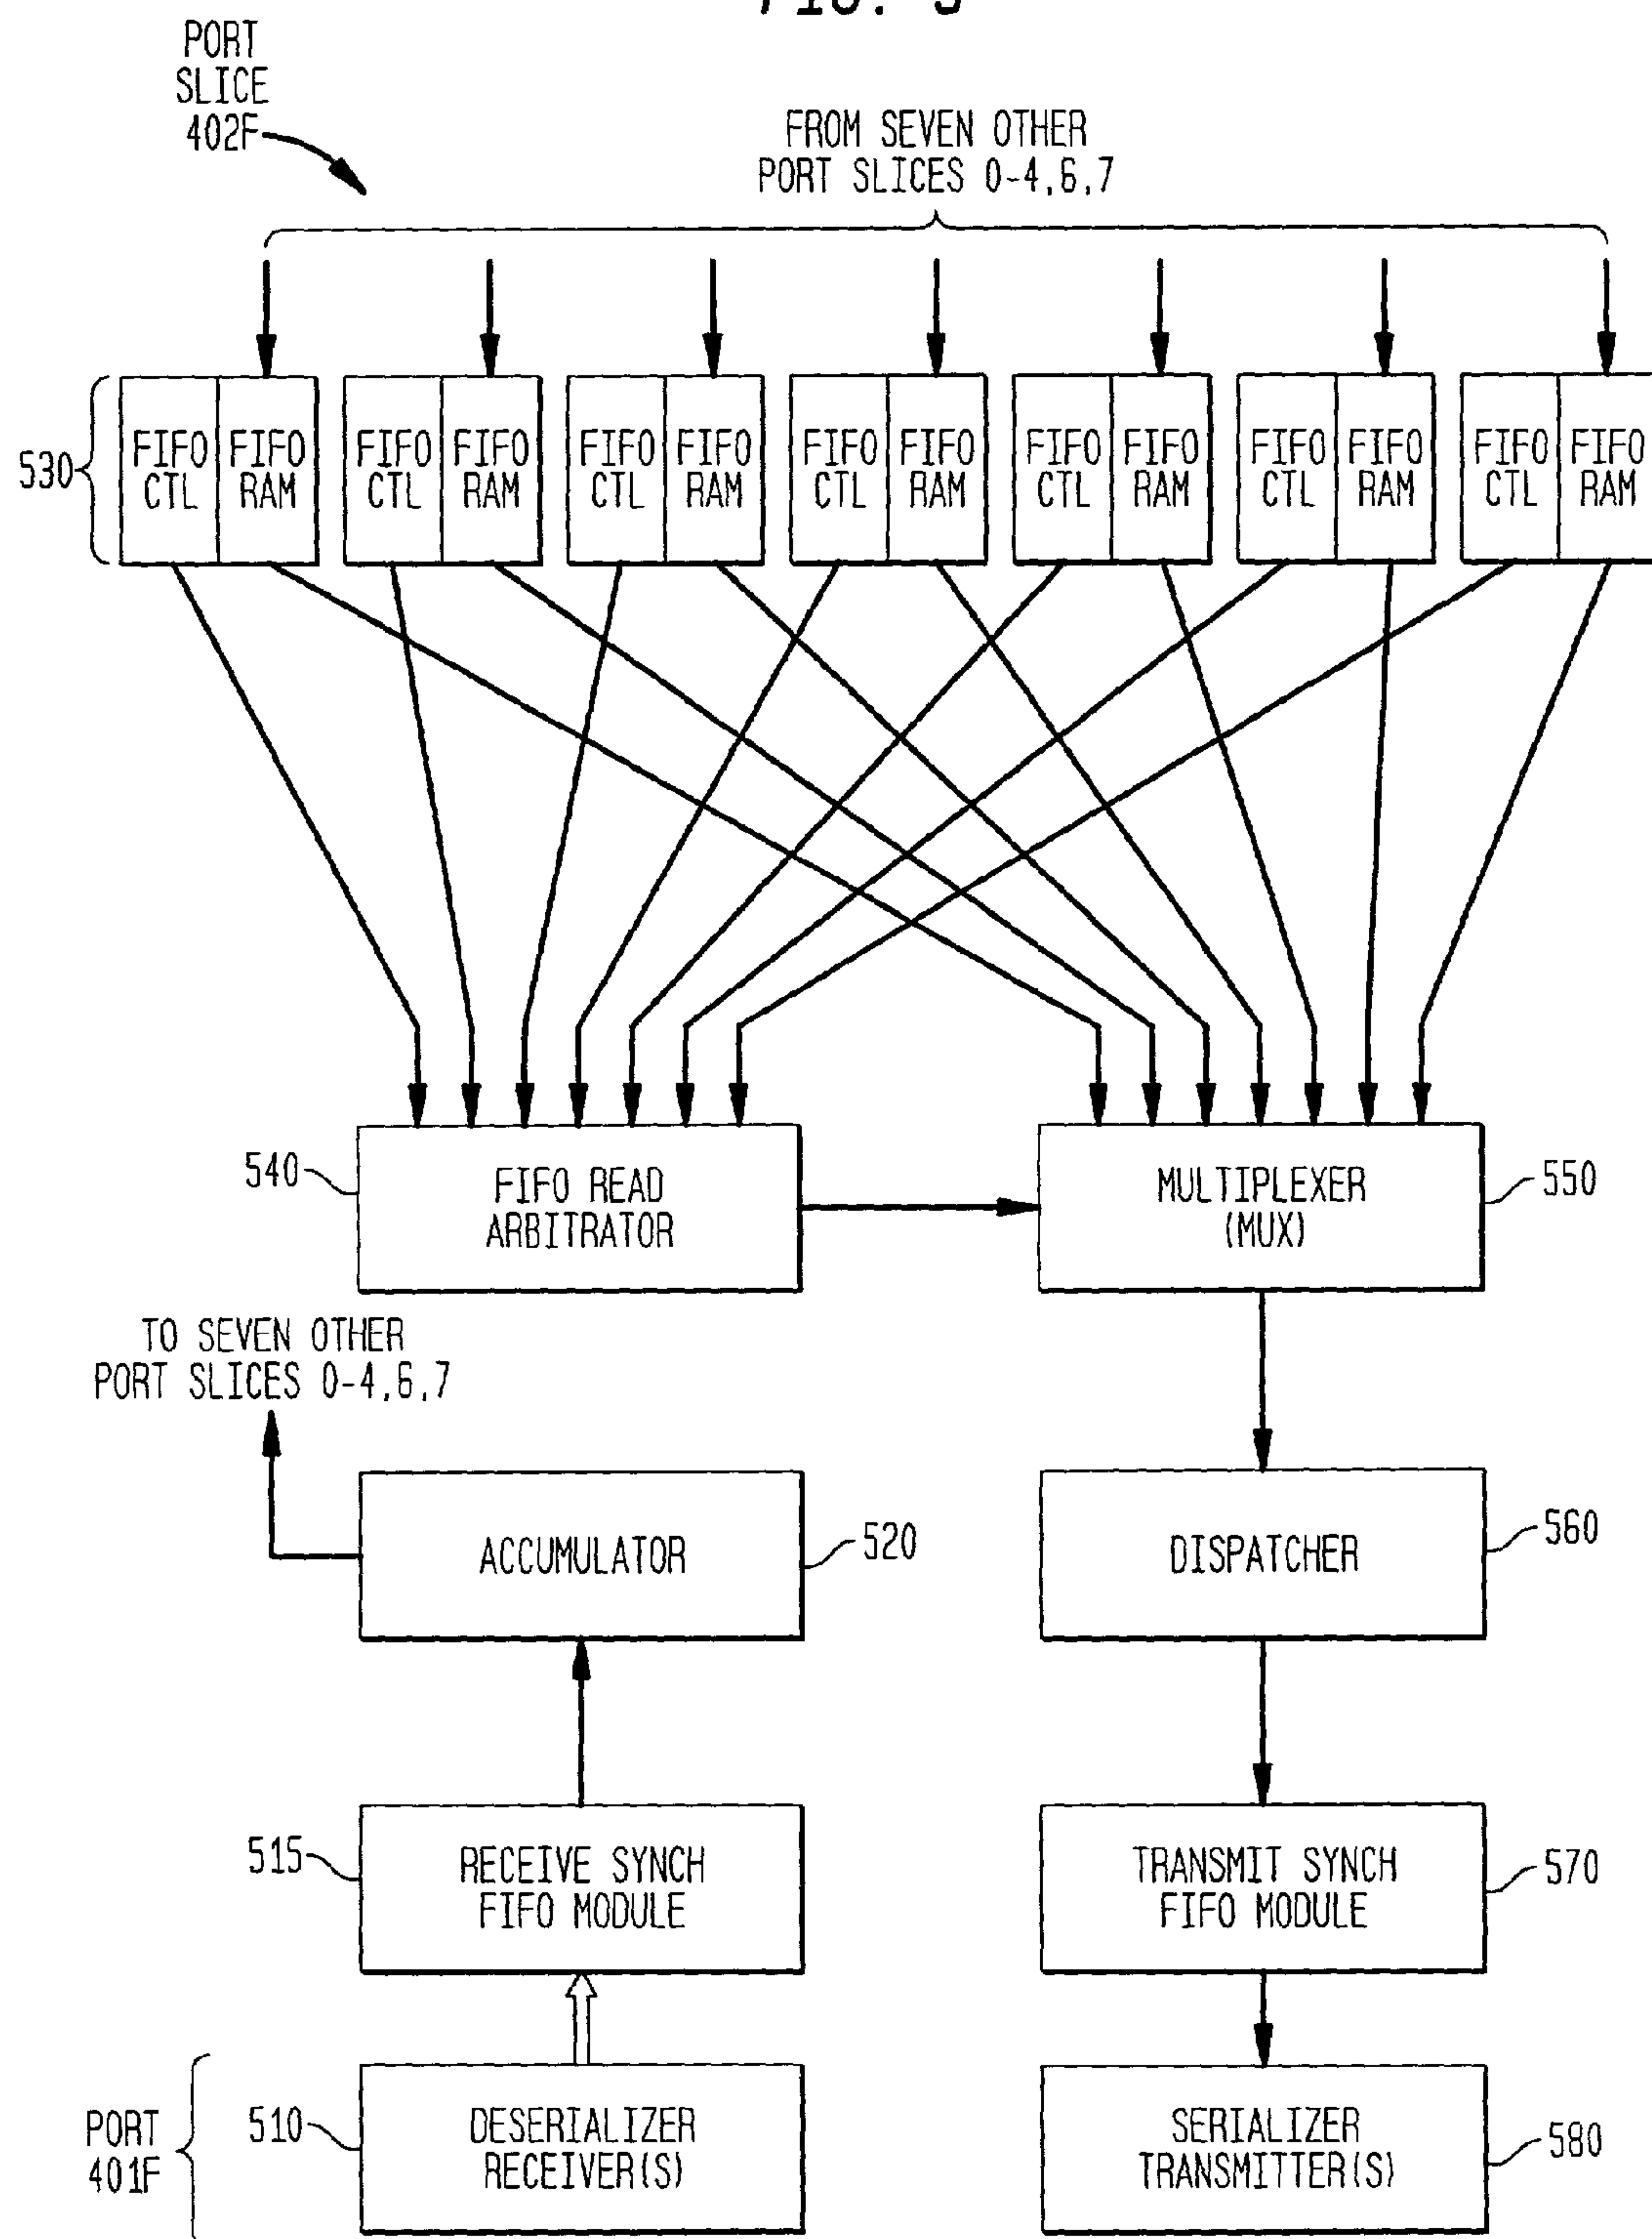 FIG. 5
PORT
SLICE
402F
FROM SEVEN OTHER
PORT SLICES 0-4,6,7
530
FIFO CTL
FIFO RAM
FIFO CTL
FIFO RAM
FIFO CTL
FIFO RAM
FIFO CTL
FIFO RAM
FIFO CTL
FIFO RAM
FIFO CTL
FIFO RAM
FIFO CTL
FIFO RAM
540
FIFO READ
ARBITRATOR
MULTIPLEXER
(MUX)
550
TO SEVEN OTHER
PORT SLICES 0-4,6,7
ACCUMULATOR
520
DISPATCHER
560
515
RECEIVE SYNCH
FIFO MODULE
TRANSMIT SYNCH
FIFO MODULE
570
PORT
401F
510
DESERIALIZER
RECEIVER(S)
SERIALIZER
TRANSMITTER(S)
580